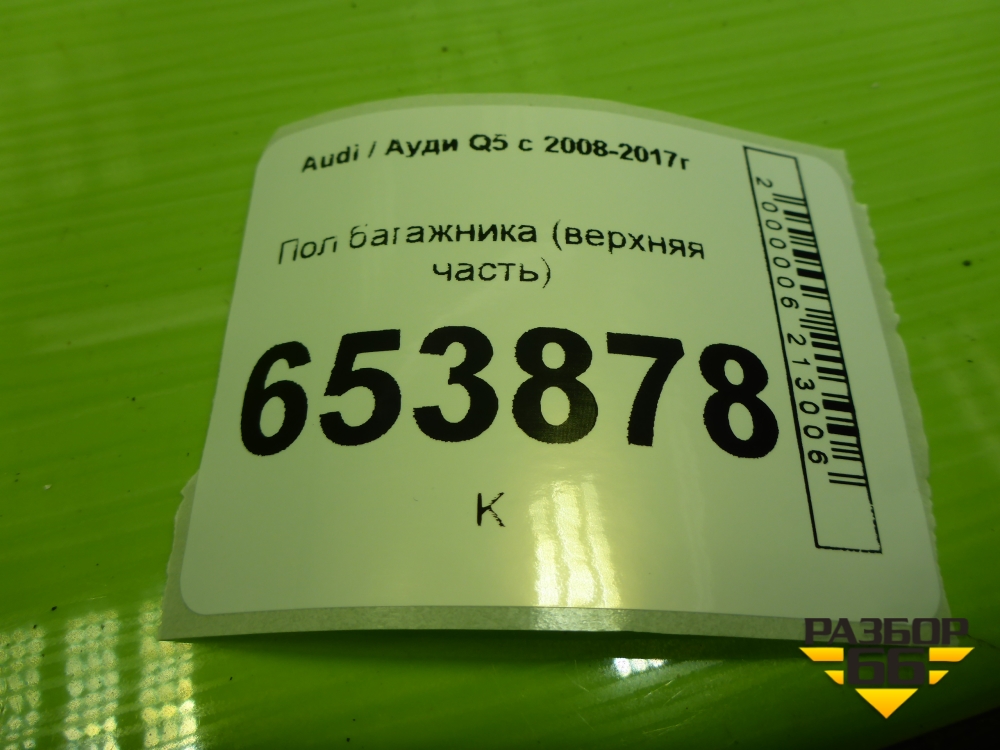 Audi / Ауди Q5 с 2008-2017г
Пол багажника (верхняя
часть)
653878
К
2000006213006
РАЗБОР
66